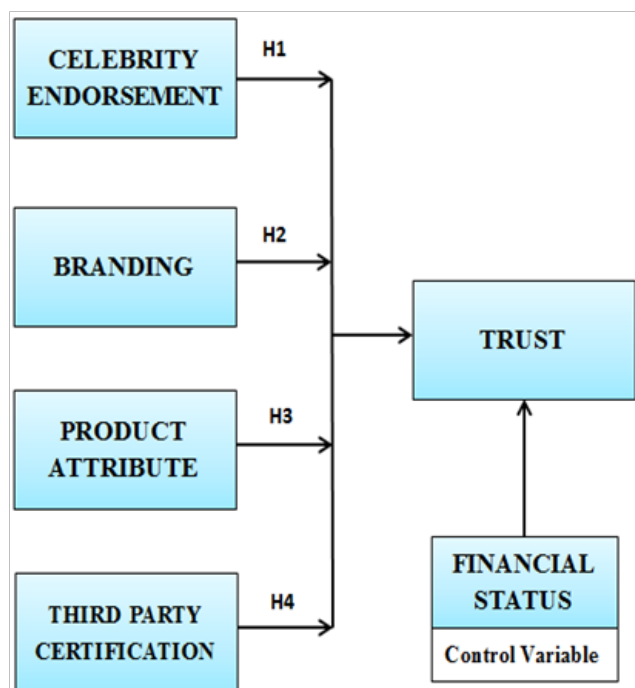 CELEBRITY
ENDORSEMENT
H1
BRANDING
H2
PRODUCT
ATTRIBUTE
H3
THIRD PARTY
CERTIFICATION
H4
TRUST
FINANCIAL
STATUS
Control Variable